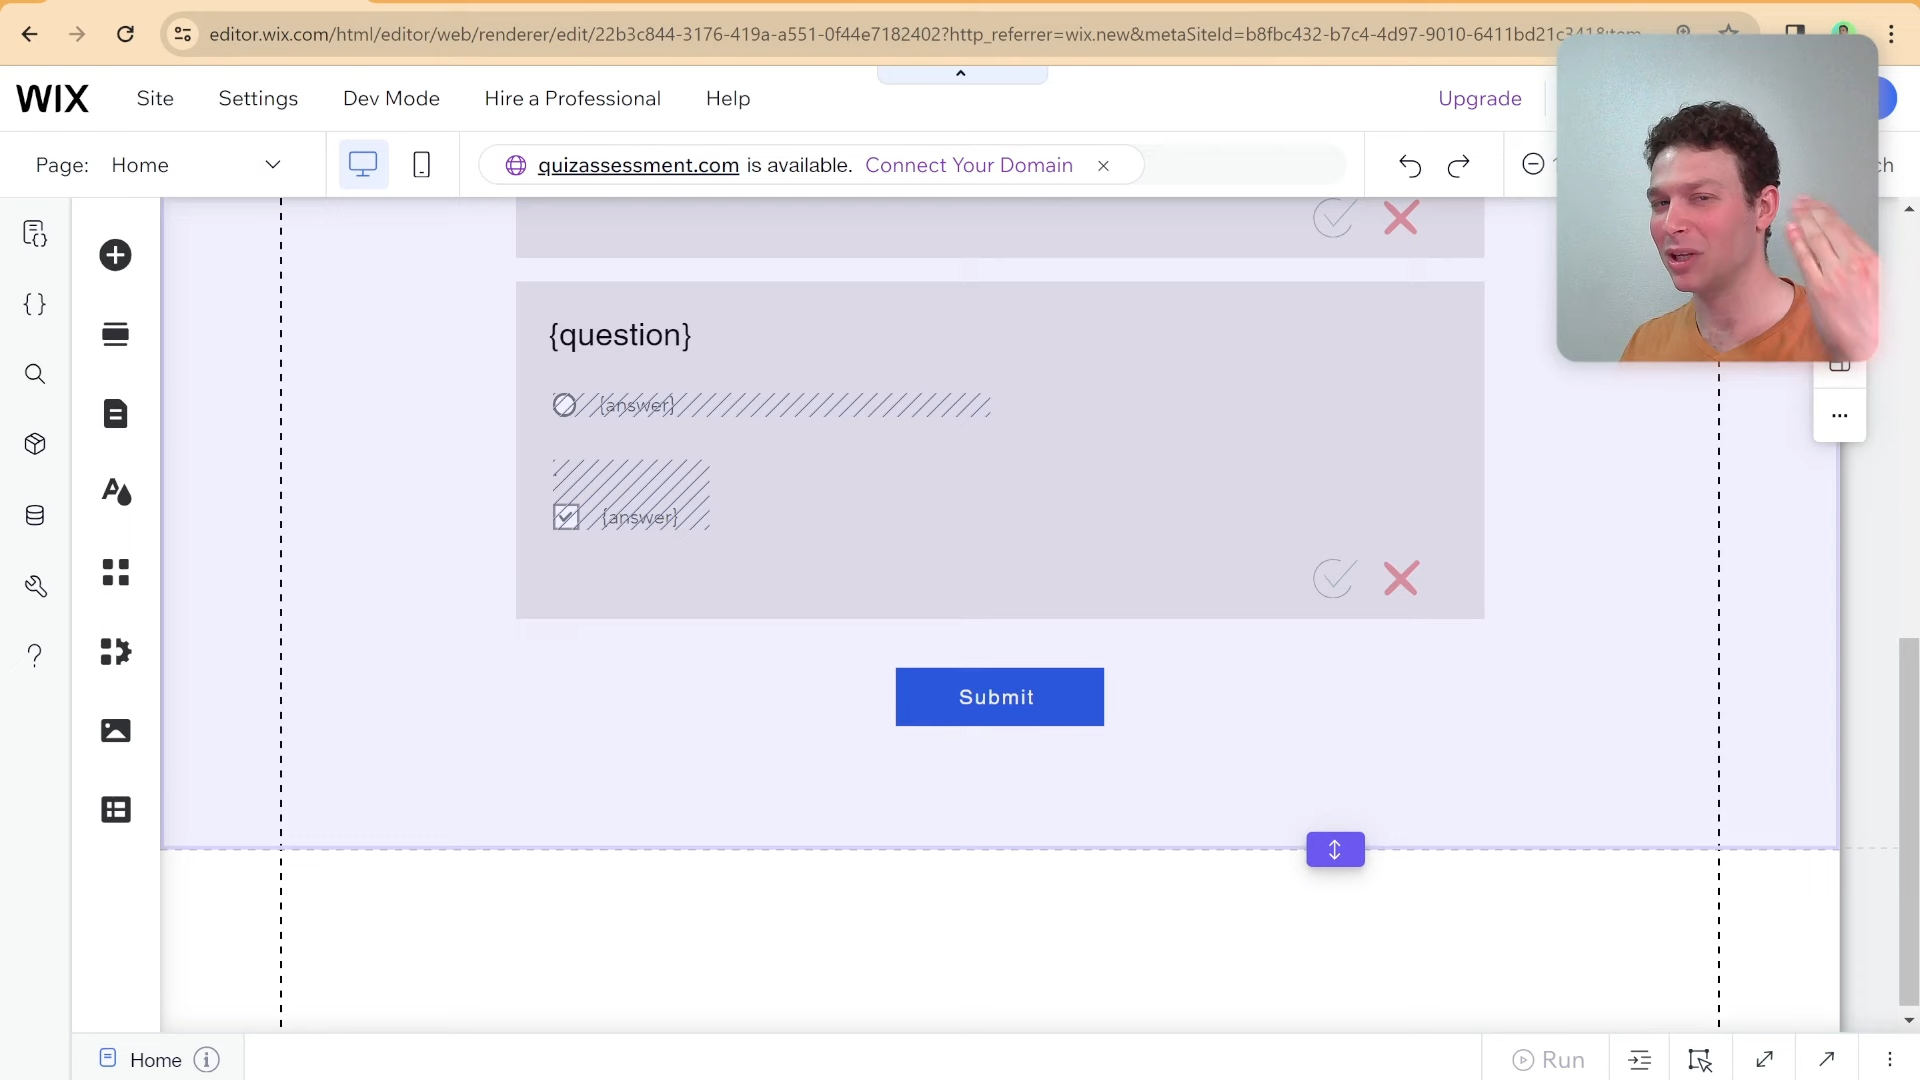 editor.wix.com/html/editor/web/renderer/edit/22b3c844-3176-419a-a551-0f44e7182402?http_referrer=wix.new&metaSiteId=b8fbc432-b7c4-4d97-9010-6411bd21c341&item
WIX
Site
Settings
Dev Mode
Hire a Professional
Help
Upgrade
Page: Home
quizassessment.com is available. Connect Your Domain
{question}
{answer}
{answer}
Submit
Home
Run